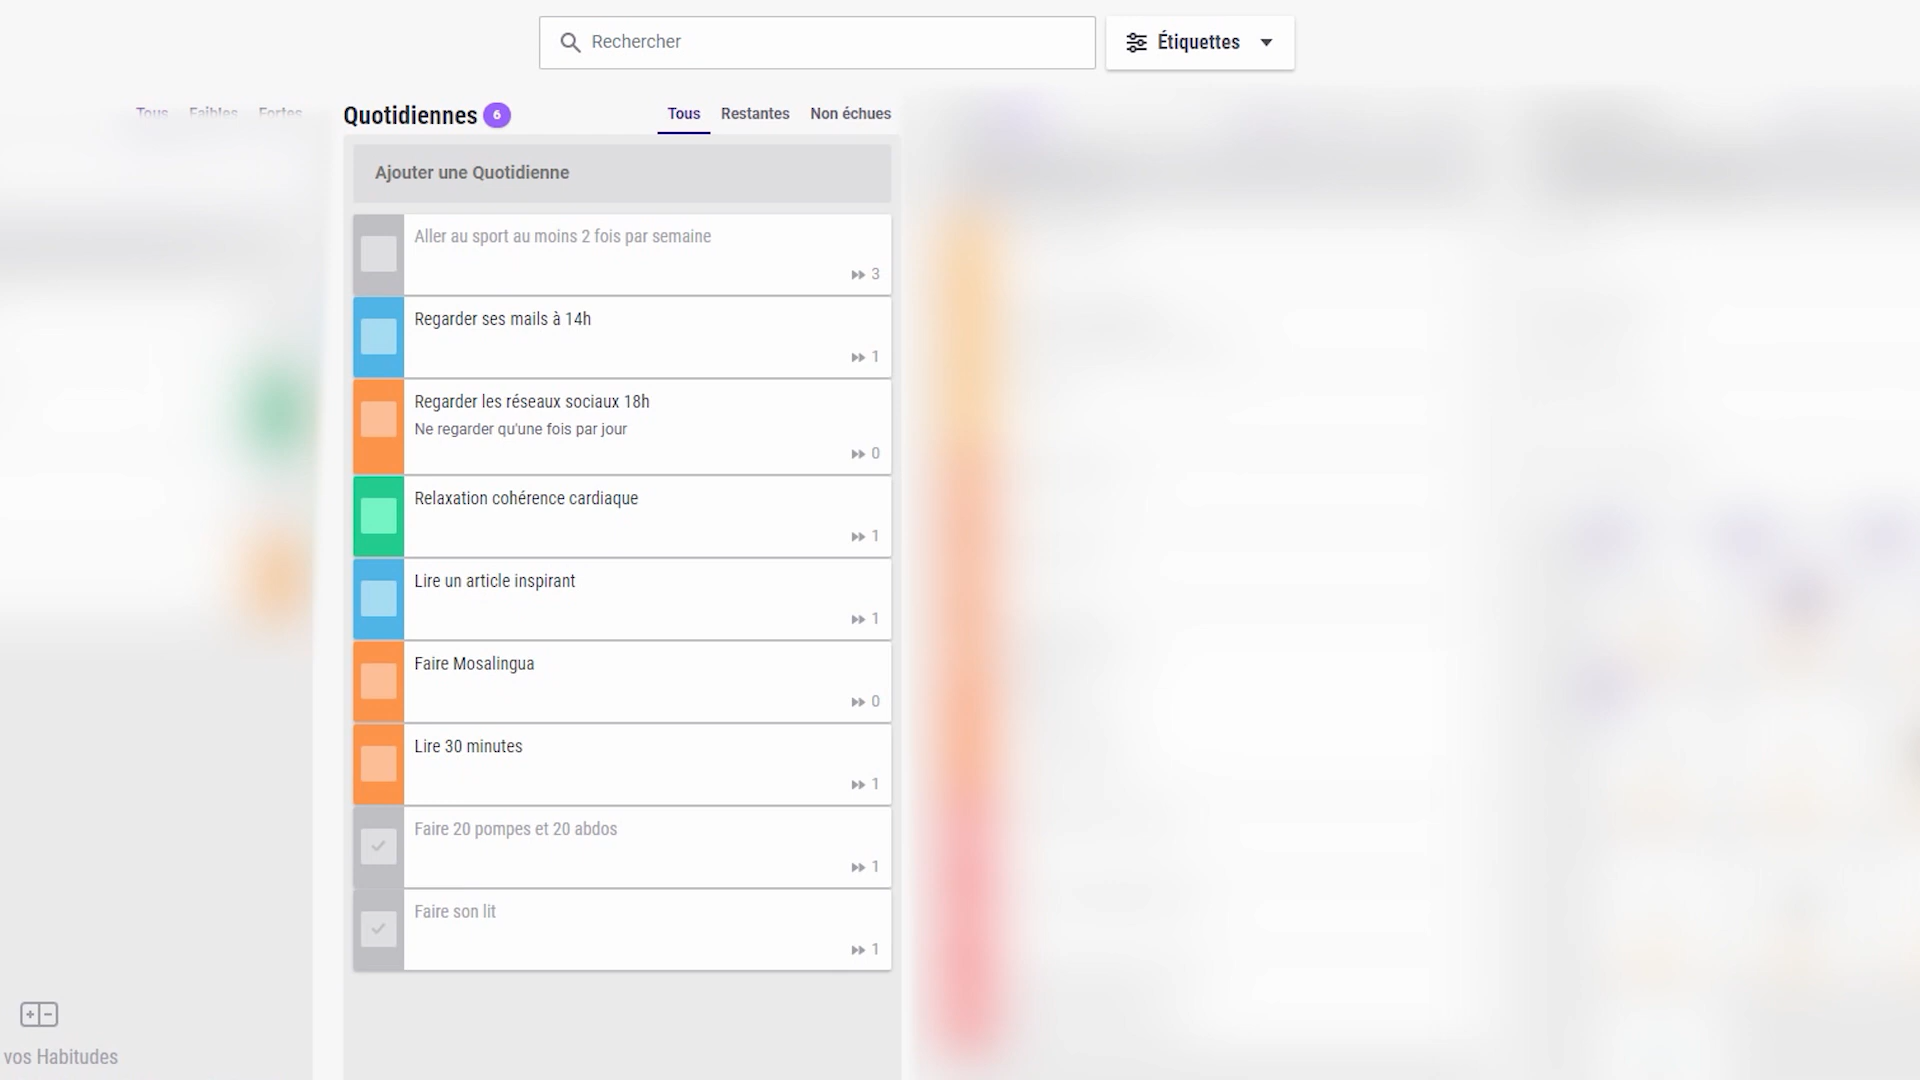 Rechercher
Étiquettes
Tous Faibles Fortes
Quotidiennes 6
Tous Restantes Non échues
Ajouter une Quotidienne
Aller au sport au moins 2 fois par semaine
3
Regarder ses mails à 14h
1
Regarder les réseaux sociaux 18h
Ne regarder qu'une fois par jour
0
Relaxation cohérence cardiaque
1
Lire un article inspirant
1
Faire Mosalingua
0
Lire 30 minutes
1
Faire 20 pompes et 20 abdos
1
Faire son lit
1
vos Habitudes